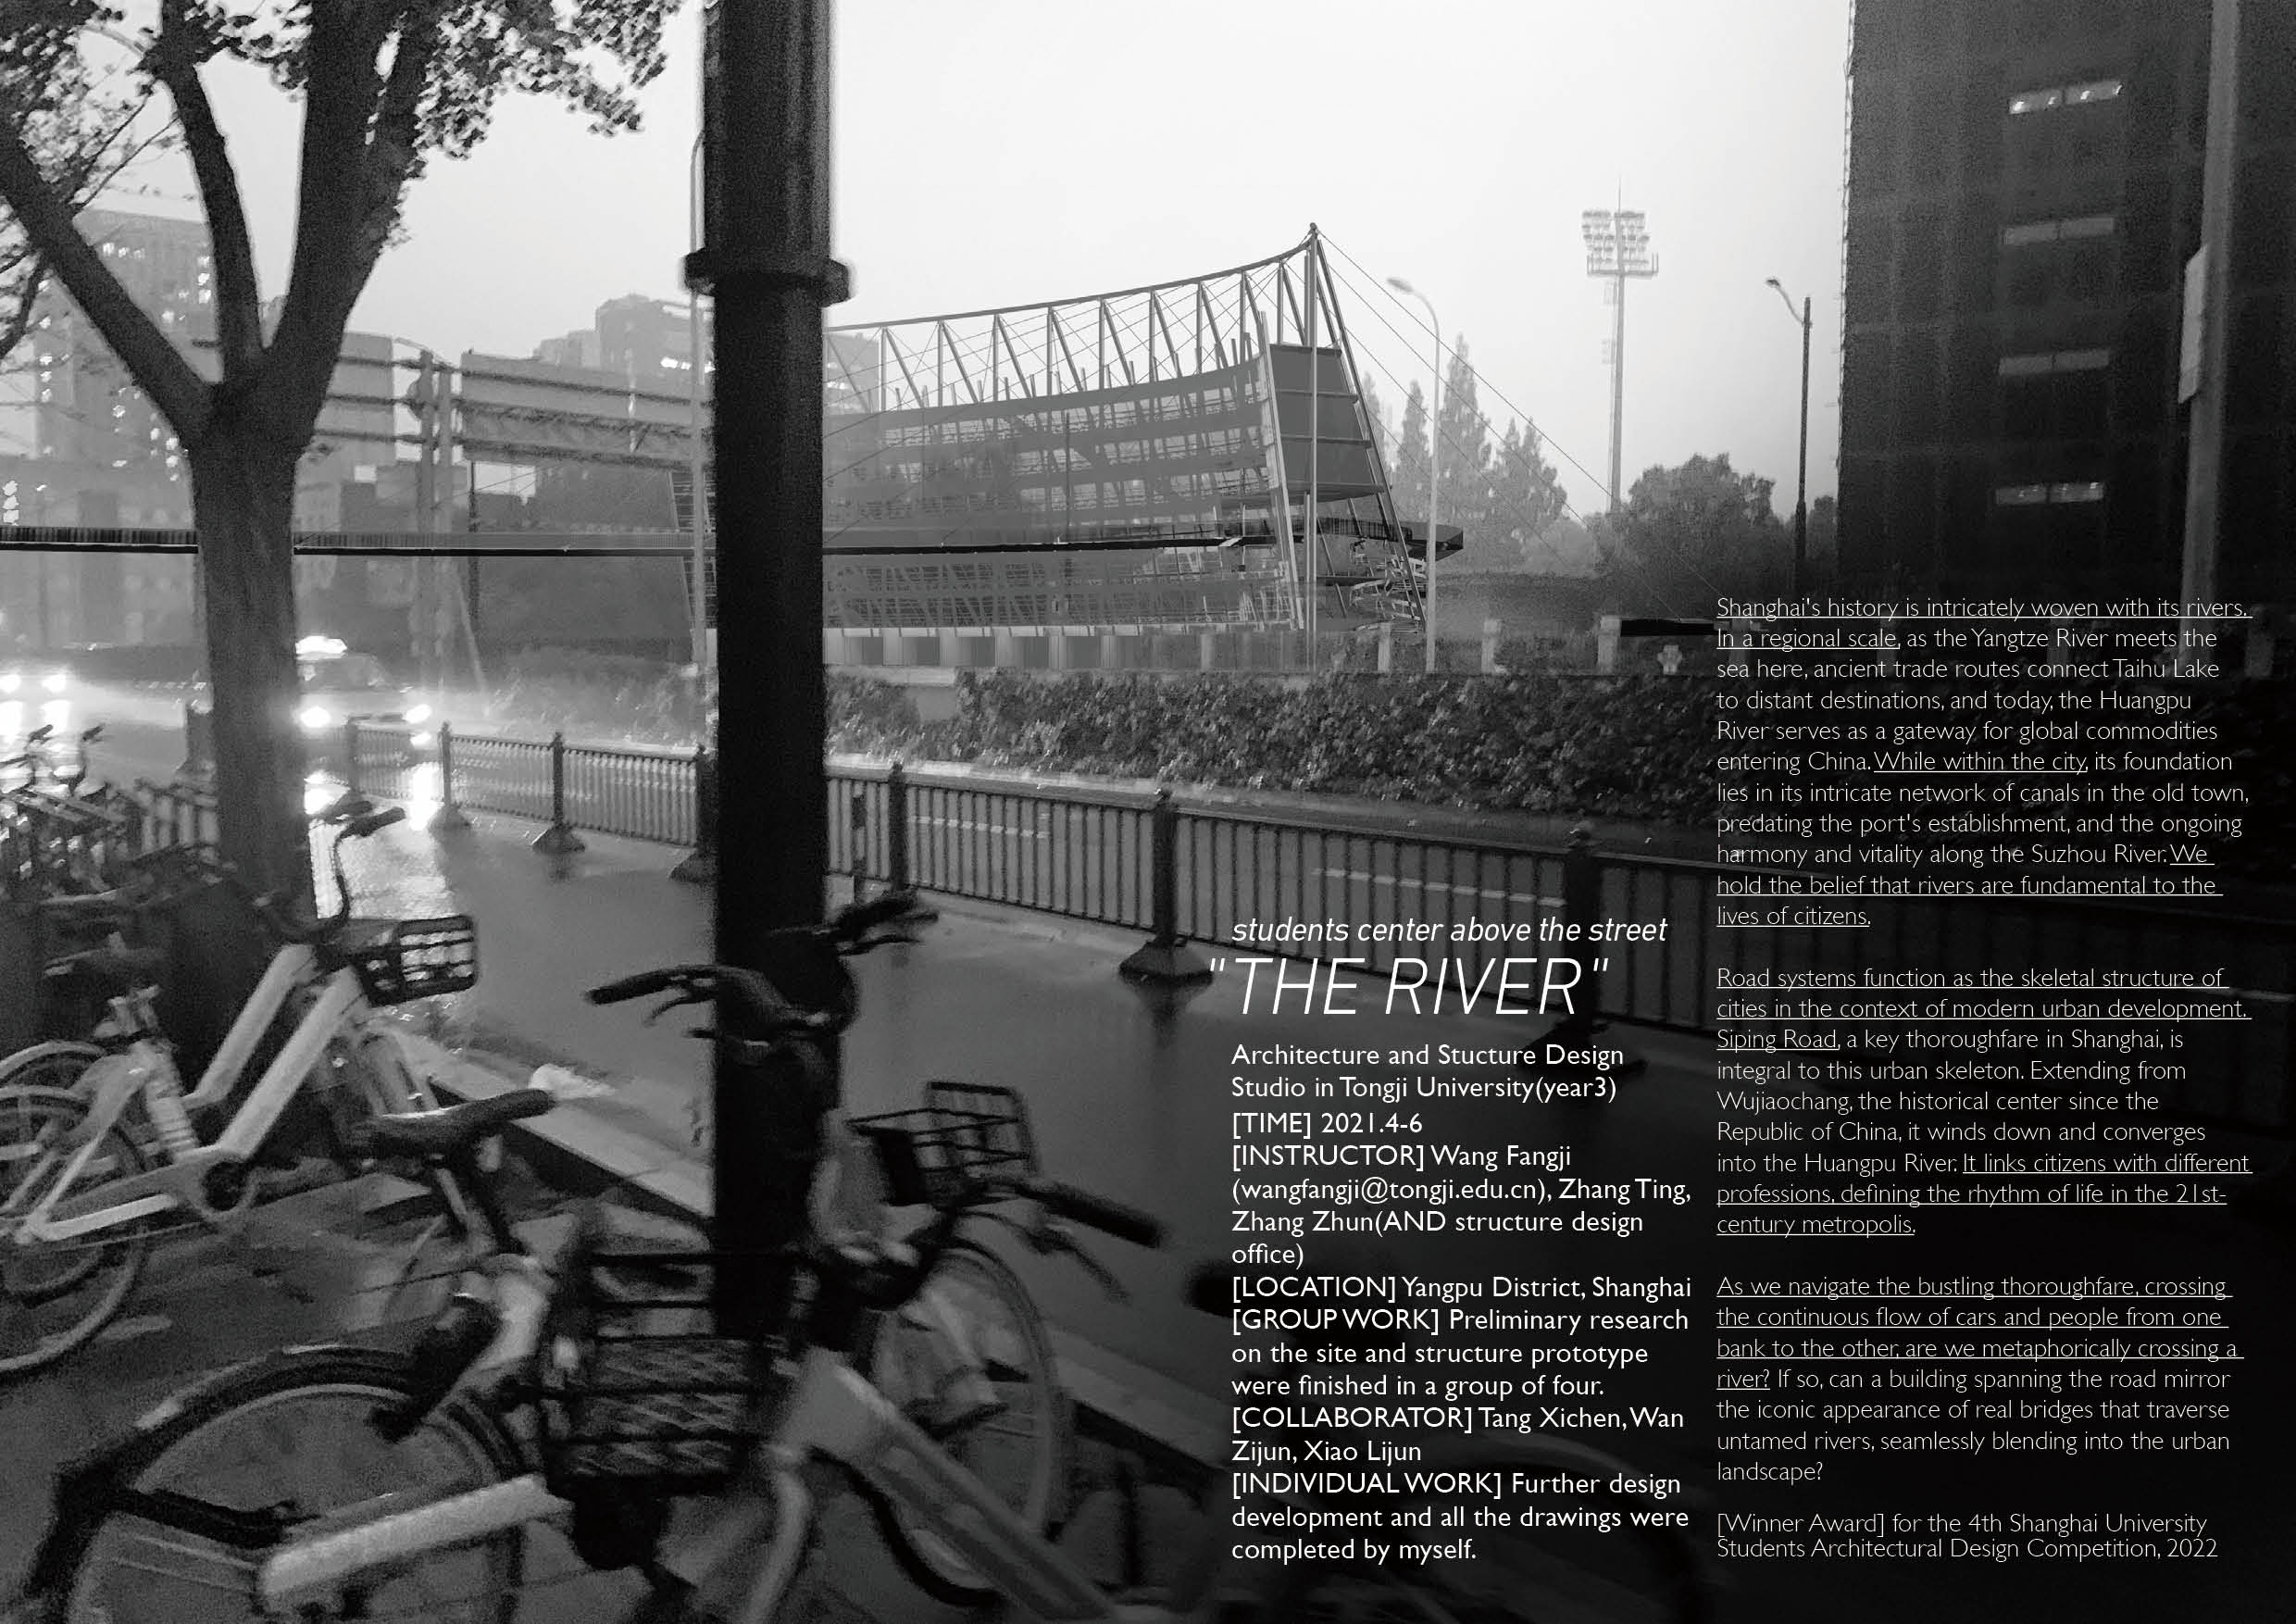 students center above the street
"THE RIVER"
Architecture and Stucture Design
Studio in Tongji University(year3)
[TIME] 2021.4-6
[INSTRUCTOR] Wang Fangji
(wangfangji@tongji.edu.cn), Zhang Ting,
Zhang Zhun(AND structure design
office)
[LOCATION] Yangpu District, Shanghai
[GROUP WORK] Preliminary research
on the site and structure prototype
were finished in a group of four.
[COLLABORATOR] Tang Xichen, Wan
Zijun, Xiao Lijun
[INDIVIDUAL WORK] Further design
development and all the drawings were
completed by myself.
Shanghai's history is intricately woven with its rivers.
In a regional scale, as the Yangtze River meets the
sea here, ancient trade routes connect Taihu Lake
to distant destinations, and today, the Huangpu
River serves as a gateway for global commodities
entering China. While within the city, its foundation
lies in its intricate network of canals in the old town,
predating the port's establishment, and the ongoing
harmony and vitality along the Suzhou River. We
hold the belief that rivers are fundamental to the
lives of citizens.
Road systems function as the skeletal structure of
cities in the context of modern urban development.
Siping Road, a key thoroughfare in Shanghai, is
integral to this urban skeleton. Extending from
Wujiaochang, the historical center since the
Republic of China, it winds down and converges
into the Huangpu River. It links citizens with different
professions, defining the rhythm of life in the 21st-
century metropolis.
As we navigate the bustling thoroughfare, crossing
the continuous flow of cars and people from one
bank to the other, are we metaphorically crossing a
river? If so, can a building spanning the road mirror
the iconic appearance of real bridges that traverse
untamed rivers, seamlessly blending into the urban
landscape?
[Winner Award] for the 4th Shanghai University
Students Architectural Design Competition, 2022